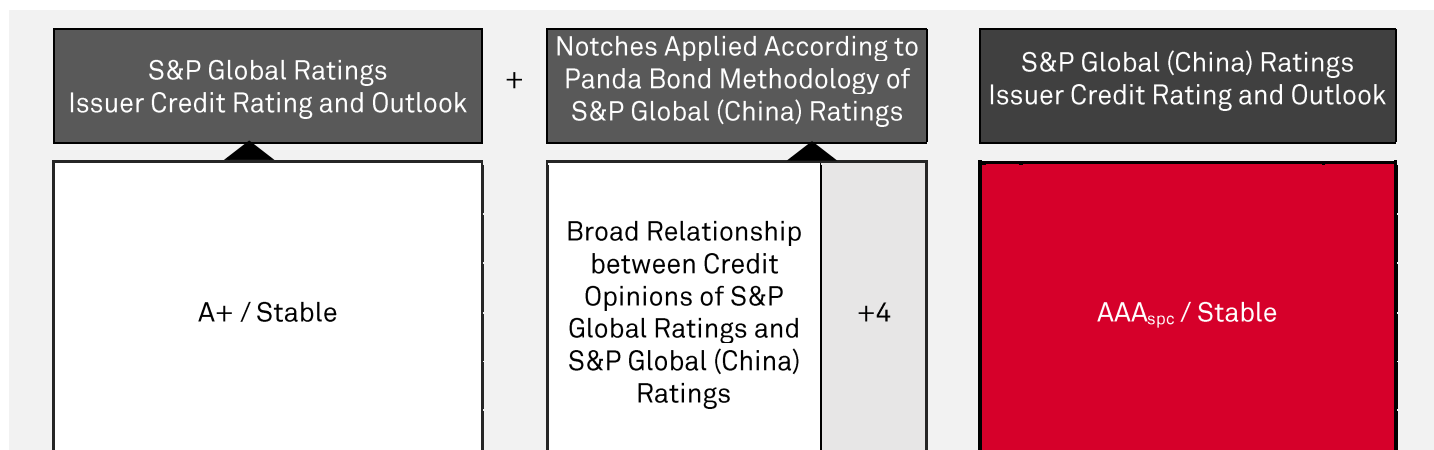 S&P Global Ratings
Issuer Credit Rating and Outlook
+
Notches Applied According to
Panda Bond Methodology of
S&P Global (China) Ratings
S&P Global (China) Ratings
Issuer Credit Rating and Outlook
A+ / Stable
Broad Relationship
between Credit
Opinions of S&P
Global Ratings and
S&P Global (China)
Ratings
+4
AAAspc / Stable